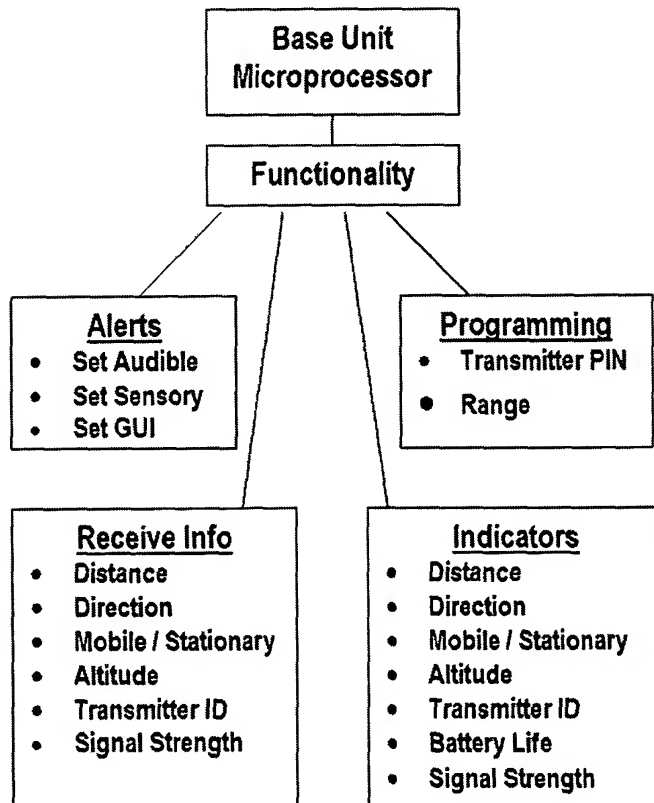 Base Unit
Microprocessor
Functionality
Alerts
• Set Audible
• Set Sensory
• Set GUI
Programming
• Transmitter PIN
• Range
Receive Info
• Distance
• Direction
• Mobile / Stationary
• Altitude
• Transmitter ID
• Signal Strength
Indicators
• Distance
• Direction
• Mobile / Stationary
• Altitude
• Transmitter ID
• Battery Life
• Signal Strength